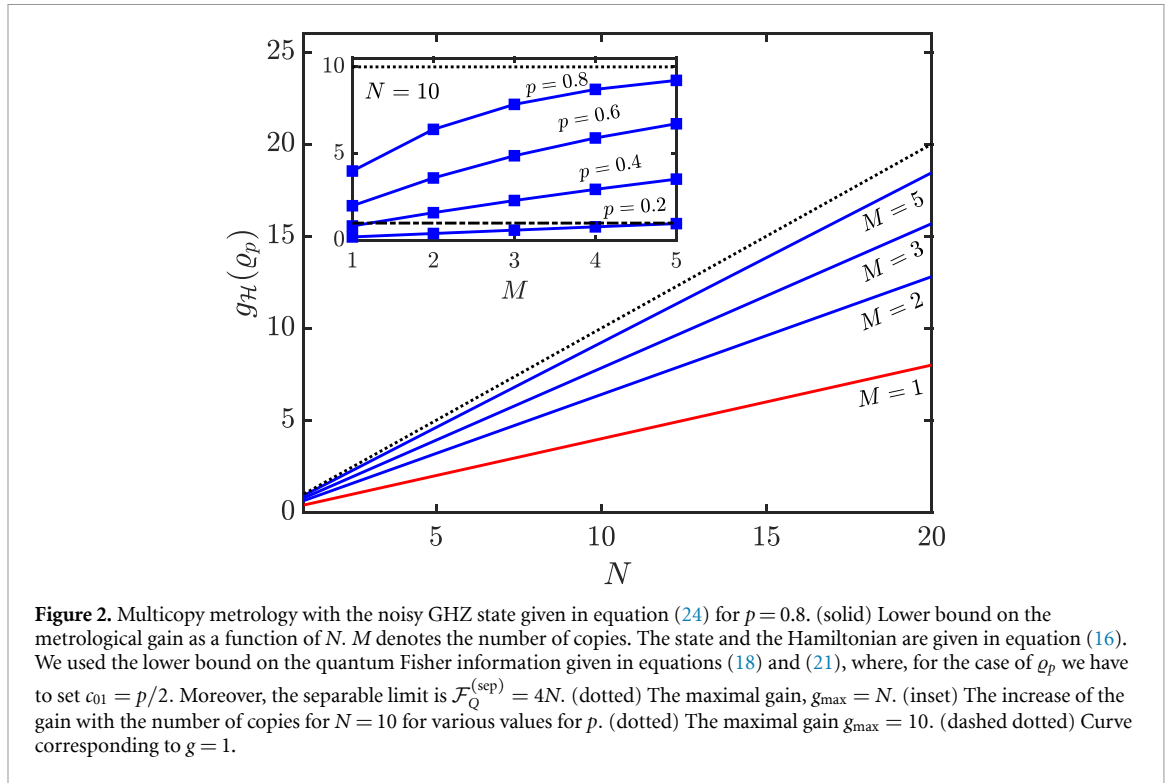 25
20
15
10
5
0
g_ℋ(ϱ_p)
10
5
0
N = 10
p = 0.8
p = 0.6
p = 0.4
p = 0.2
1 2 3 4 5
M
M = 5
M = 3
M = 2
M = 1
5 10 15 20
N
Figure 2. Multicopy metrology with the noisy GHZ state given in equation (24) for p = 0.8. (solid) Lower bound on the
metrological gain as a function of N. M denotes the number of copies. The state and the Hamiltonian are given in equation (16).
We used the lower bound on the quantum Fisher information given in equations (18) and (21), where, for the case of ϱ_p we have
to set c_01 = p/2. Moreover, the separable limit is ℱ_Q^(sep) = 4N. (dotted) The maximal gain, g_max = N. (inset) The increase of the
gain with the number of copies for N = 10 for various values for p. (dotted) The maximal gain g_max = 10. (dashed dotted) Curve
corresponding to g = 1.